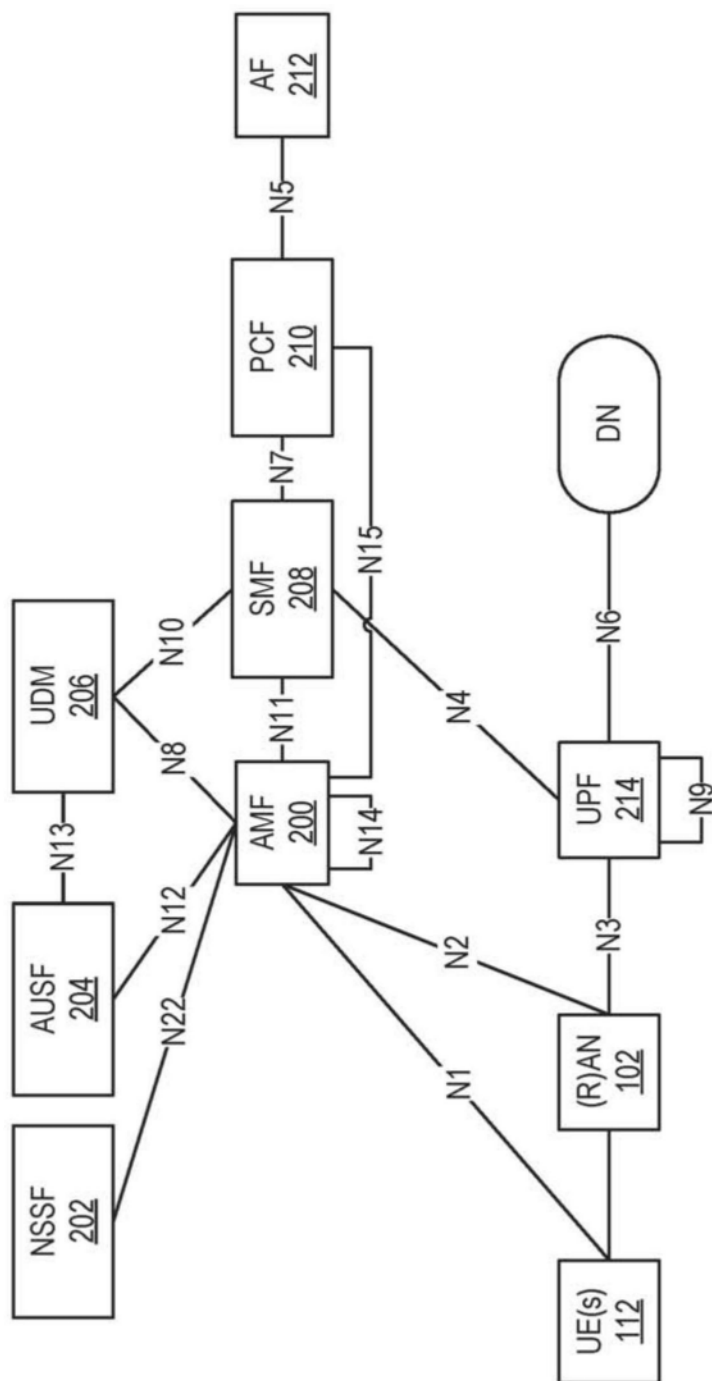 NSSF
202
AUSF
204
UDM
206
N13
N22
N12
N8
N10
AMF
200
N11
SMF
208
N7
PCF
210
N5
AF
212
N14
N15
N1
N2
N4
UE(s)
112
(R)AN
102
N3
UPF
214
N6
DN
N9